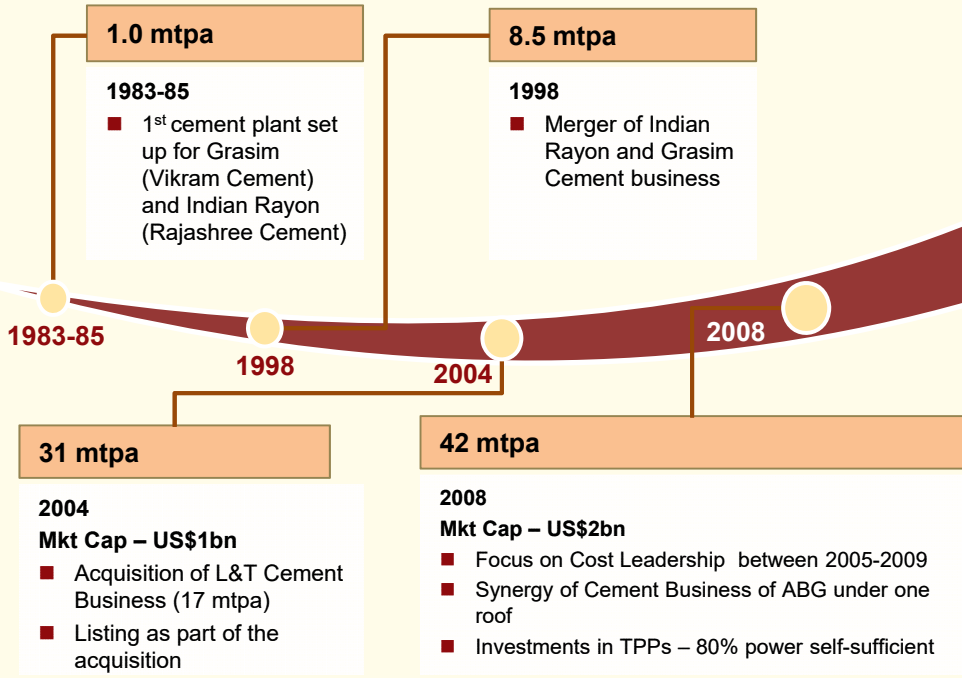 1.0 mtpa
1983-85
■ 1st cement plant set
up for Grasim
(Vikram Cement)
and Indian Rayon
(Rajashree Cement)
8.5 mtpa
1998
■ Merger of Indian
Rayon and Grasim
Cement business
1983-85
1998
2004
2008
31 mtpa
2004
Mkt Cap – US$1bn
■ Acquisition of L&T Cement
Business (17 mtpa)
■ Listing as part of the
acquisition
42 mtpa
2008
Mkt Cap – US$2bn
■ Focus on Cost Leadership between 2005-2009
■ Synergy of Cement Business of ABG under one
roof
■ Investments in TPPs – 80% power self-sufficient